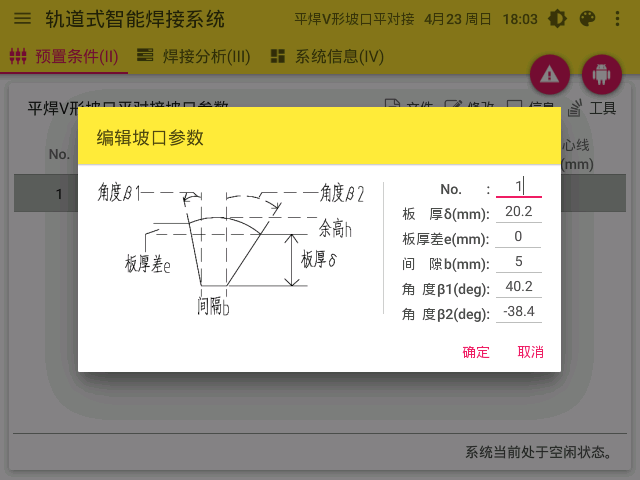 轨道式智能焊接系统 平焊V形坡口平对接 4月23 周日 18:03
预置条件(II) 焊接分析(III) 系统信息(IV)
平焊V形坡口平对接坡口参数 文件 修改 信息 工具
No. 心线
(mm)
1
编辑坡口参数
角度β1 角度β2
余高h
板厚差e 板厚δ
间隔b
No. : 1
板 厚δ(mm): 20.2
板厚差e(mm): 0
间 隙b(mm): 5
角 度β1(deg): 40.2
角 度β2(deg): -38.4
确定 取消
系统当前处于空闲状态。